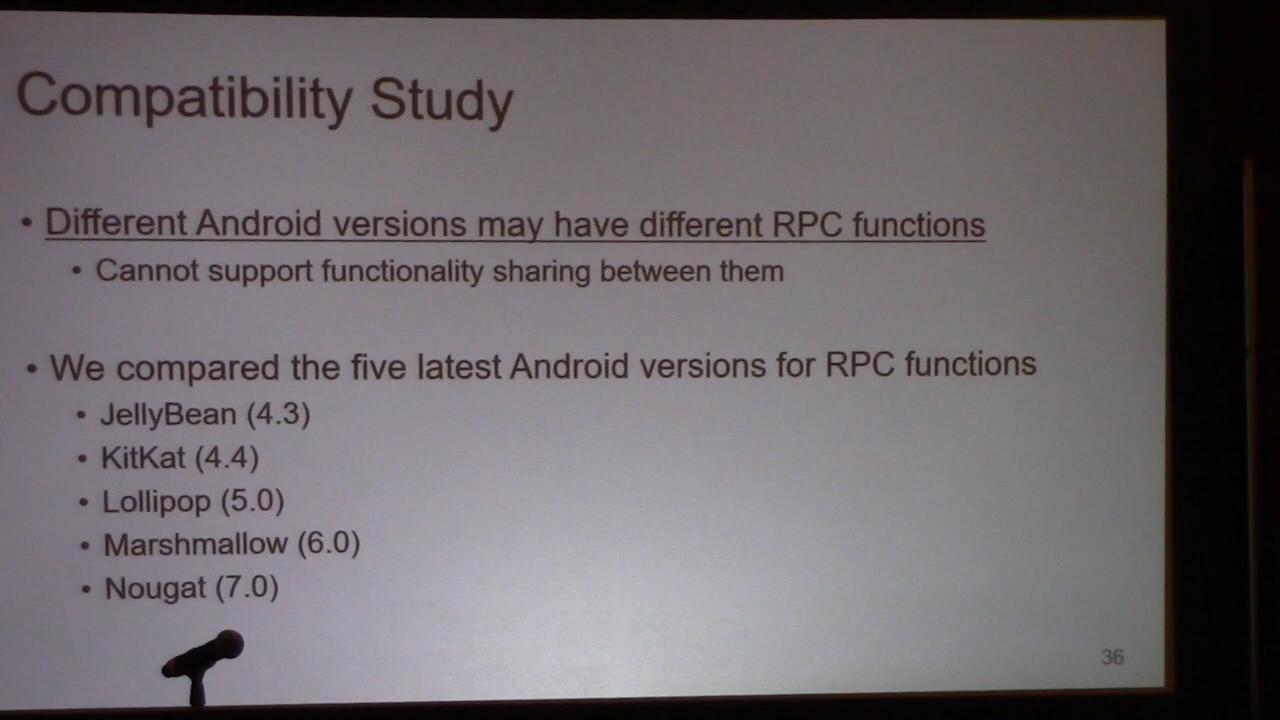 Compatibility Study
• Different Android versions may have different RPC functions
• Cannot support functionality sharing between them
• We compared the five latest Android versions for RPC functions
• JellyBean (4.3)
• KitKat (4.4)
• Lollipop (5.0)
• Marshmallow (6.0)
• Nougat (7.0)
36